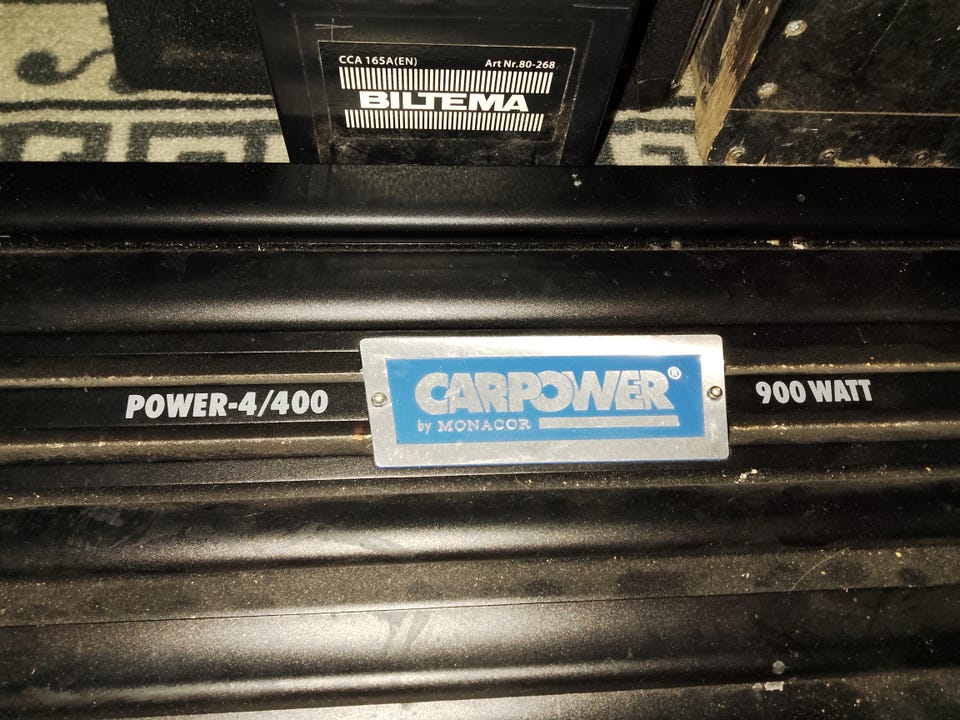 CCA 165A(EN) Art Nr.80-268
BILTEMA
POWER-4/400
CARPOWER®
by MONACOR
900 WATT